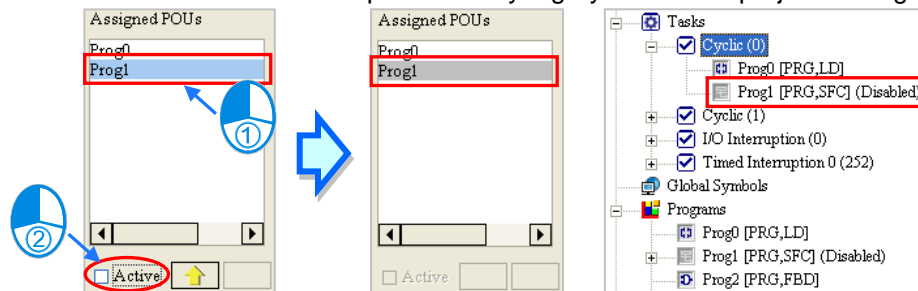 Assigned POUs
Prog0
Prog1
①
②
Active
Assigned POUs
Prog0
Prog1
Active
Tasks
Cyclic (0)
Prog0 [PRG,LD]
Prog1 [PRG,SFC] (Disabled)
Cyclic (1)
I/O Interruption (0)
Timed Interruption 0 (252)
Global Symbols
Programs
Prog0 [PRG,LD]
Prog1 [PRG,SFC] (Disabled)
Prog2 [PRG,FBD]